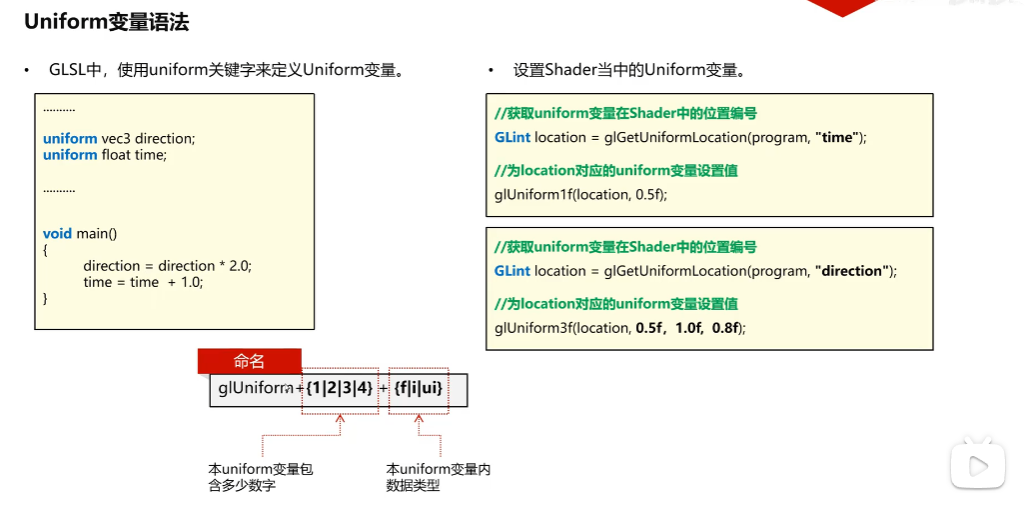 Uniform变量语法
• GLSL中，使用uniform关键字来定义Uniform变量。
..........
uniform vec3 direction;
uniform float time;
..........
void main()
{
direction = direction * 2.0;
time = time + 1.0;
}
• 设置Shader当中的Uniform变量。
//获取uniform变量在Shader中的位置编号
GLint location = glGetUniformLocation(program, "time");
//为location对应的uniform变量设置值
glUniform1f(location, 0.5f);
//获取uniform变量在Shader中的位置编号
GLint location = glGetUniformLocation(program, "direction");
//为location对应的uniform变量设置值
glUniform3f(location, 0.5f，1.0f，0.8f);
命名
glUniform+{1|2|3|4} + {f|i|ui}
本uniform变量包
含多少数字
本uniform变量内
数据类型